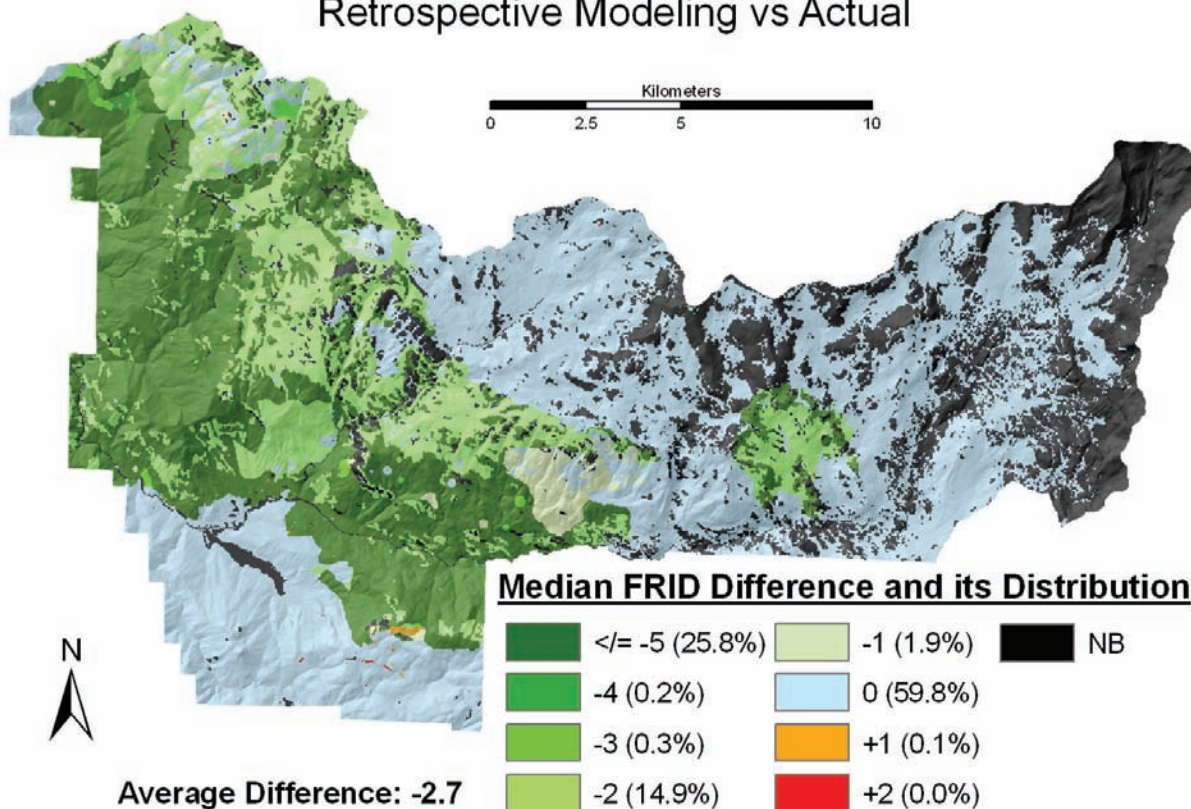 Retrospective Modeling vs Actual
Kilometers
0 2.5 5 10
Median FRID Difference and its Distribution
</= -5 (25.8%) -1 (1.9%) NB
-4 (0.2%) 0 (59.8%)
-3 (0.3%) +1 (0.1%)
-2 (14.9%) +2 (0.0%)
N
Average Difference: -2.7